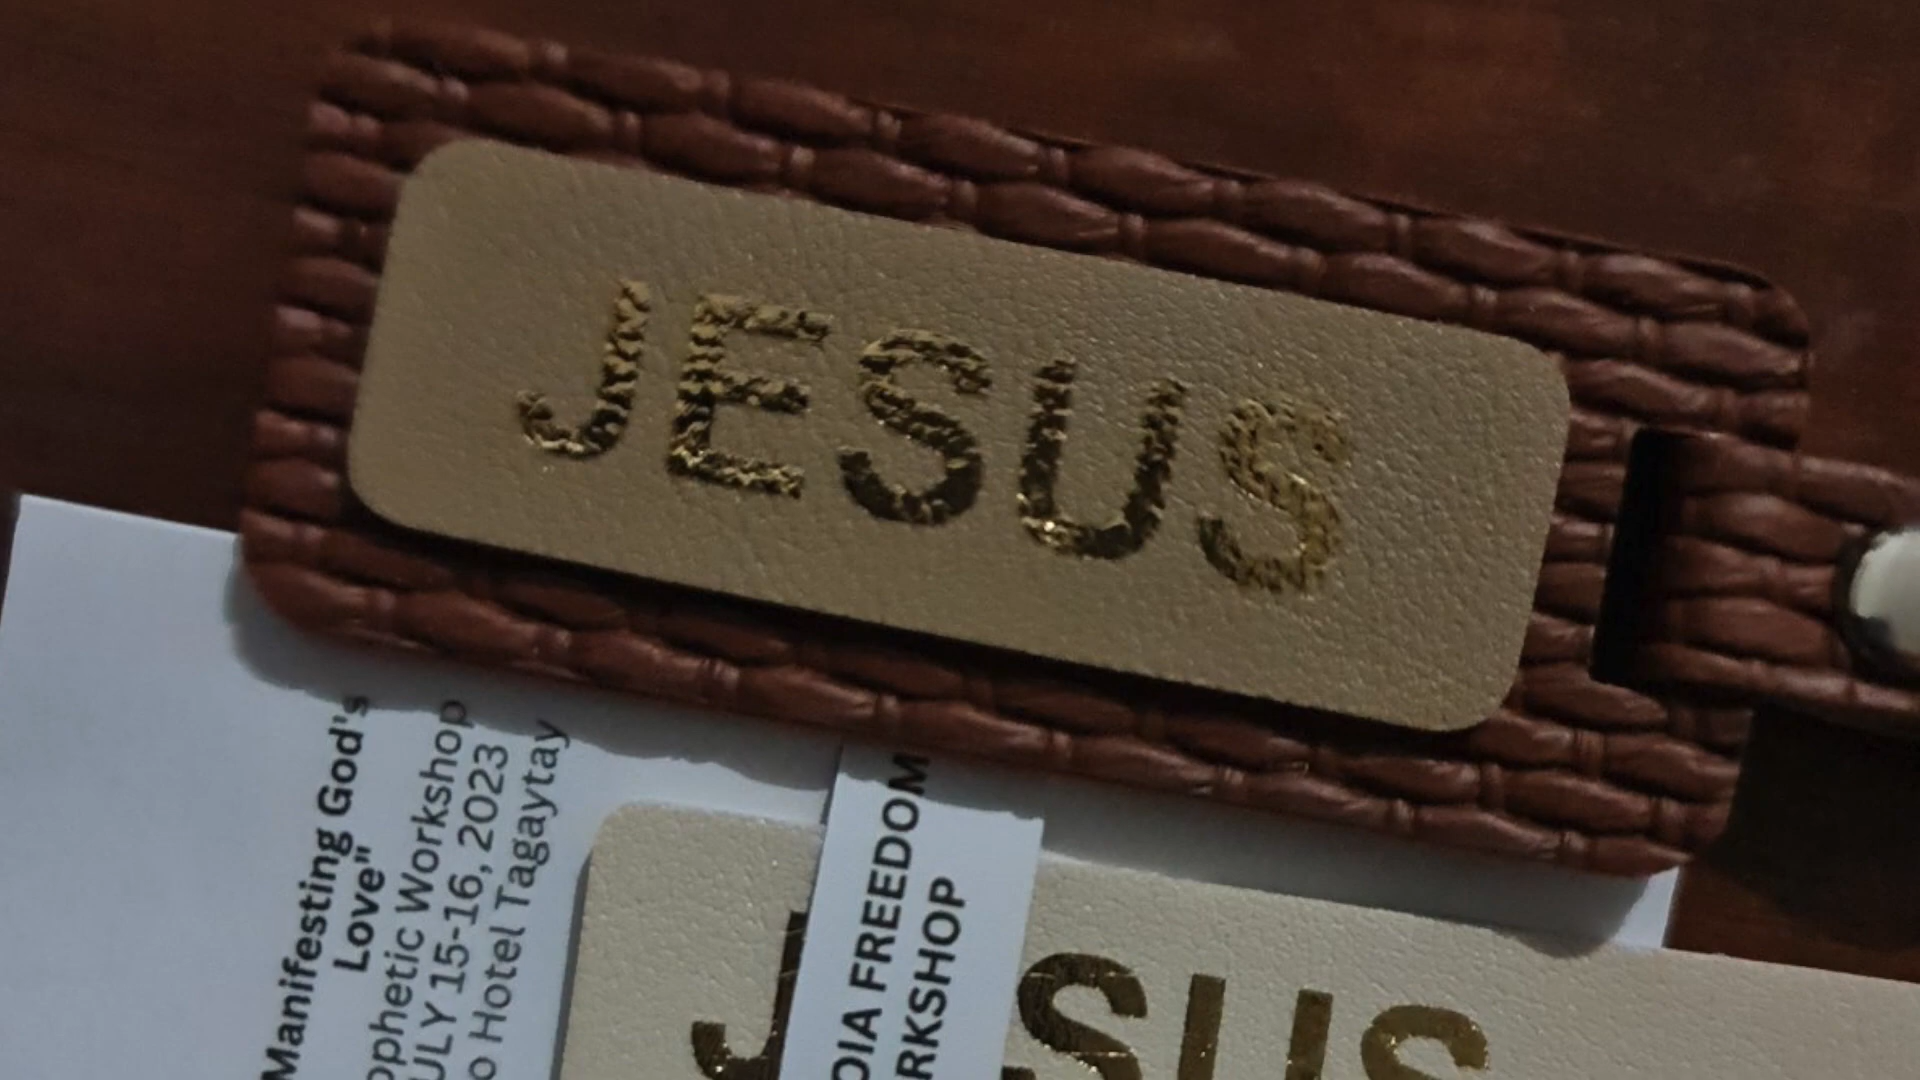 JESUS
Manifesting God's
Love"
ophetic Workshop
ULY 15-16, 2023
o Hotel Tagaytay
DIA FREEDOM
RKSHOP
J SUS